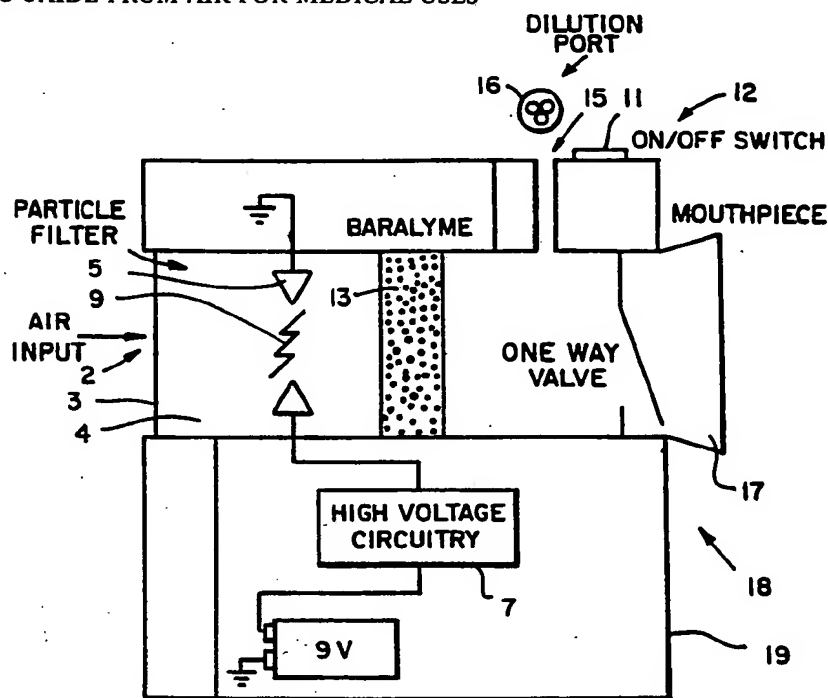 DILUTION
PORT
16
15
11
12
ON/OFF SWITCH
MOUTHPIECE
PARTICLE
FILTER
BARALYME
5
9
13
AIR
INPUT
2
3
4
ONE WAY
VALVE
17
HIGH VOLTAGE
CIRCUITRY
7
18
9V
19